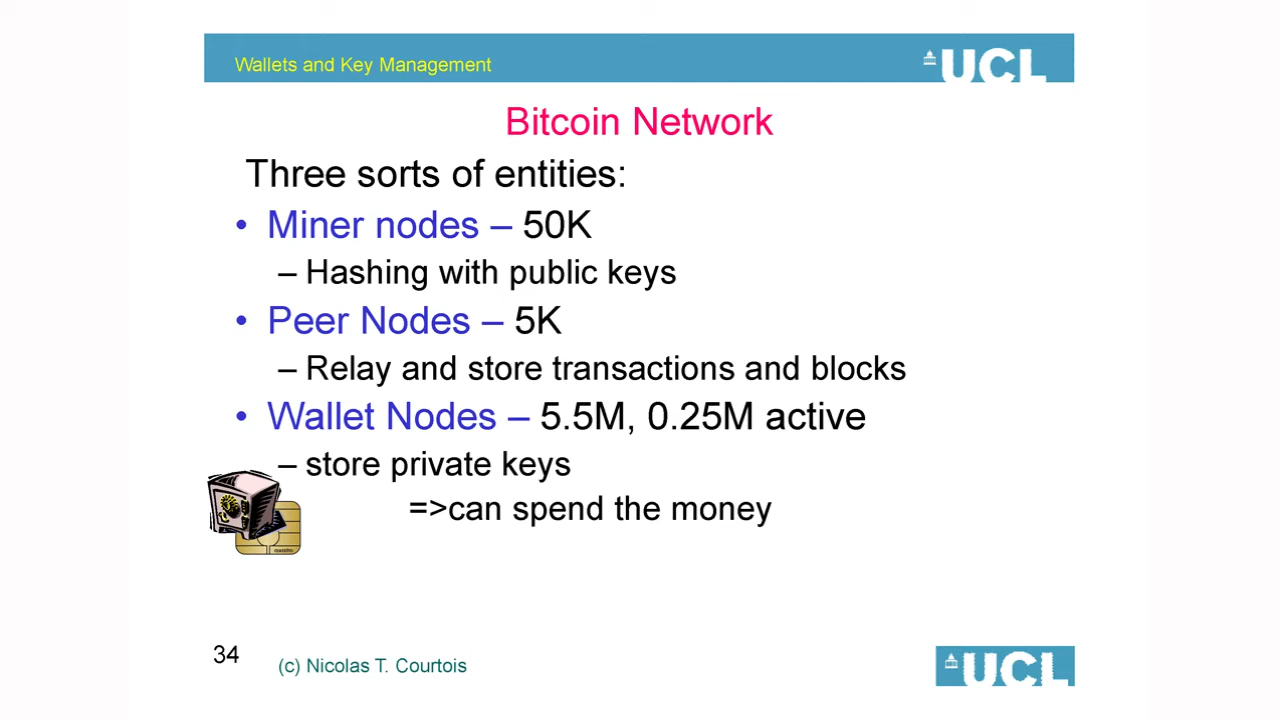 Wallets and Key Management
UCL
Bitcoin Network
Three sorts of entities:
• Miner nodes – 50K
– Hashing with public keys
• Peer Nodes – 5K
– Relay and store transactions and blocks
• Wallet Nodes – 5.5M, 0.25M active
– store private keys
=>can spend the money
34
(c) Nicolas T. Courtois
UCL